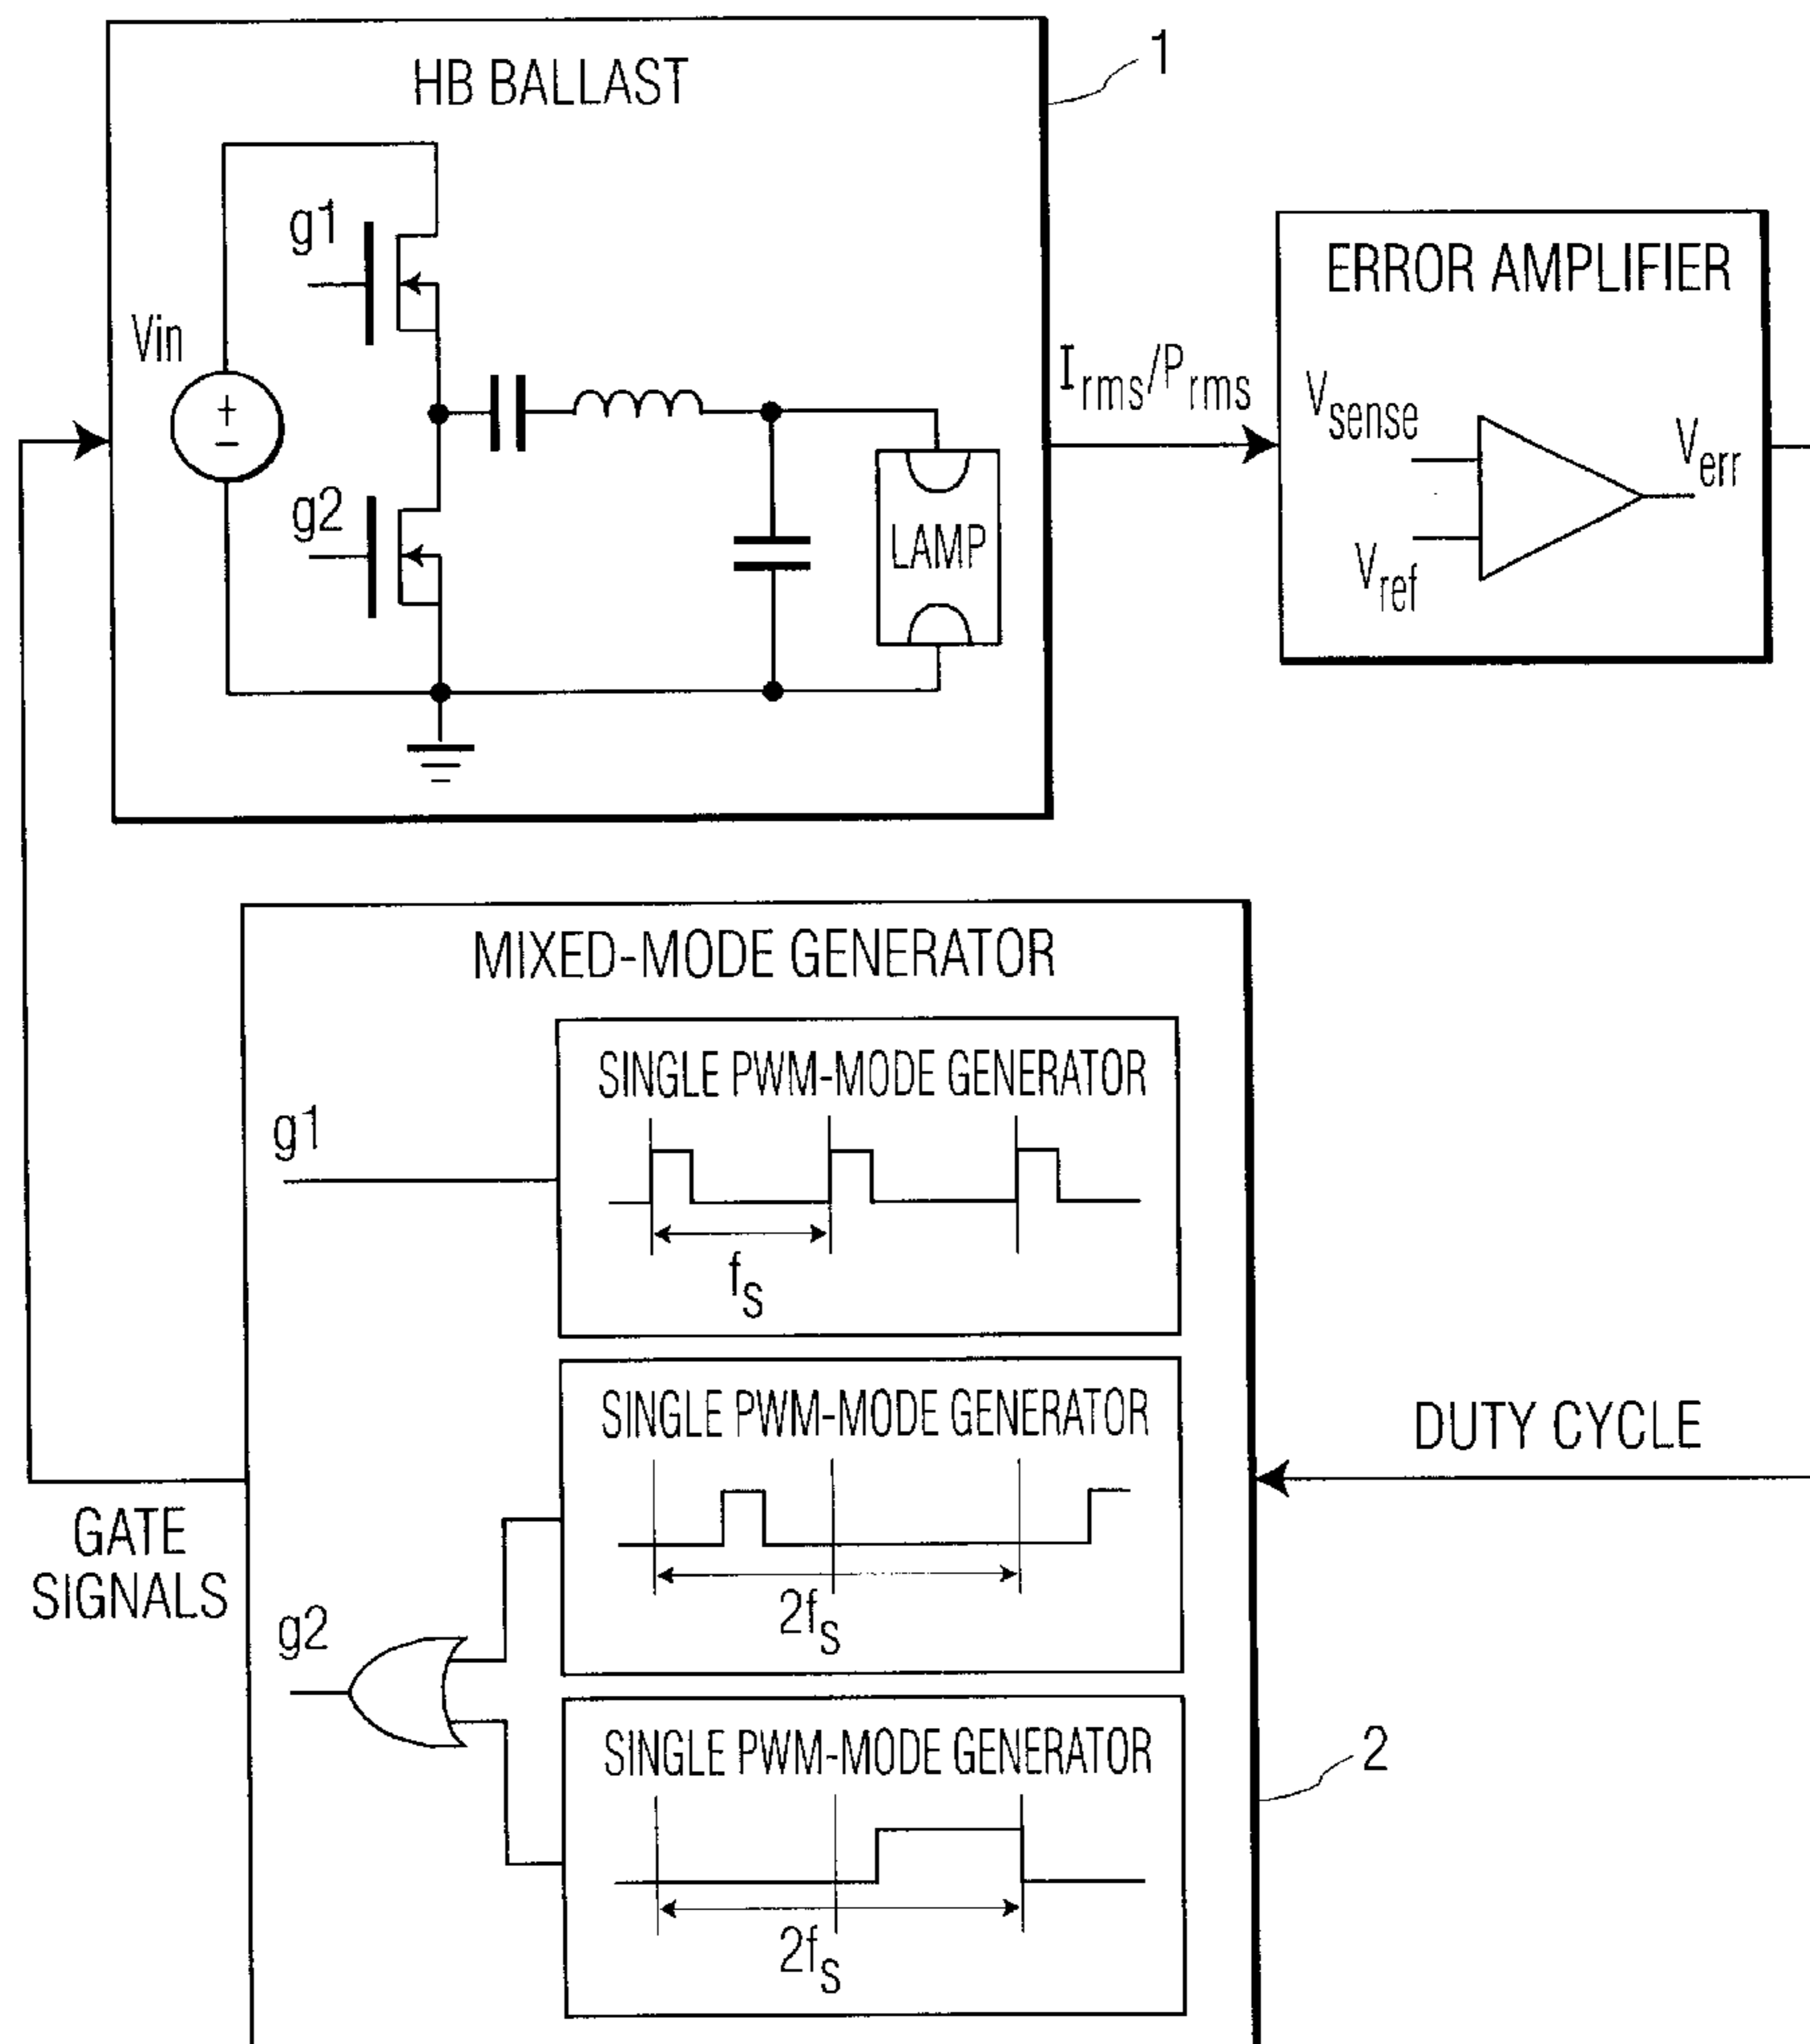 HB BALLAST
1
g1
Vin
+
-
g2
LAMP
Irms/Prms
ERROR AMPLIFIER
Vsense
Verr
Vref
MIXED-MODE GENERATOR
SINGLE PWM-MODE GENERATOR
g1
fs
SINGLE PWM-MODE GENERATOR
2fs
g2
SINGLE PWM-MODE GENERATOR
2fs
GATE
SIGNALS
DUTY CYCLE
2